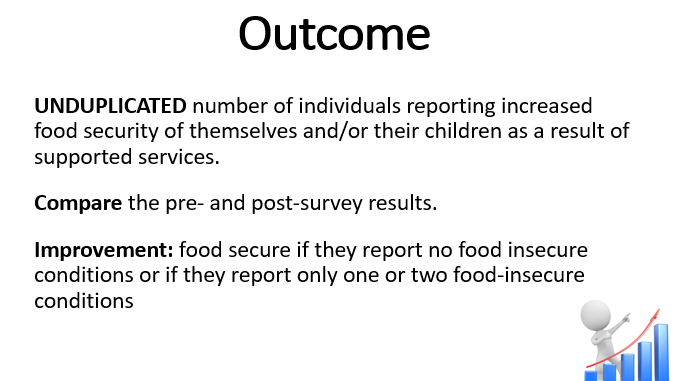 Outcome
UNDUPLICATED number of individuals reporting increased
food security of themselves and/or their children as a result of
supported services.
Compare the pre- and post-survey results.
Improvement: food secure if they report no food insecure
conditions or if they report only one or two food-insecure
conditions